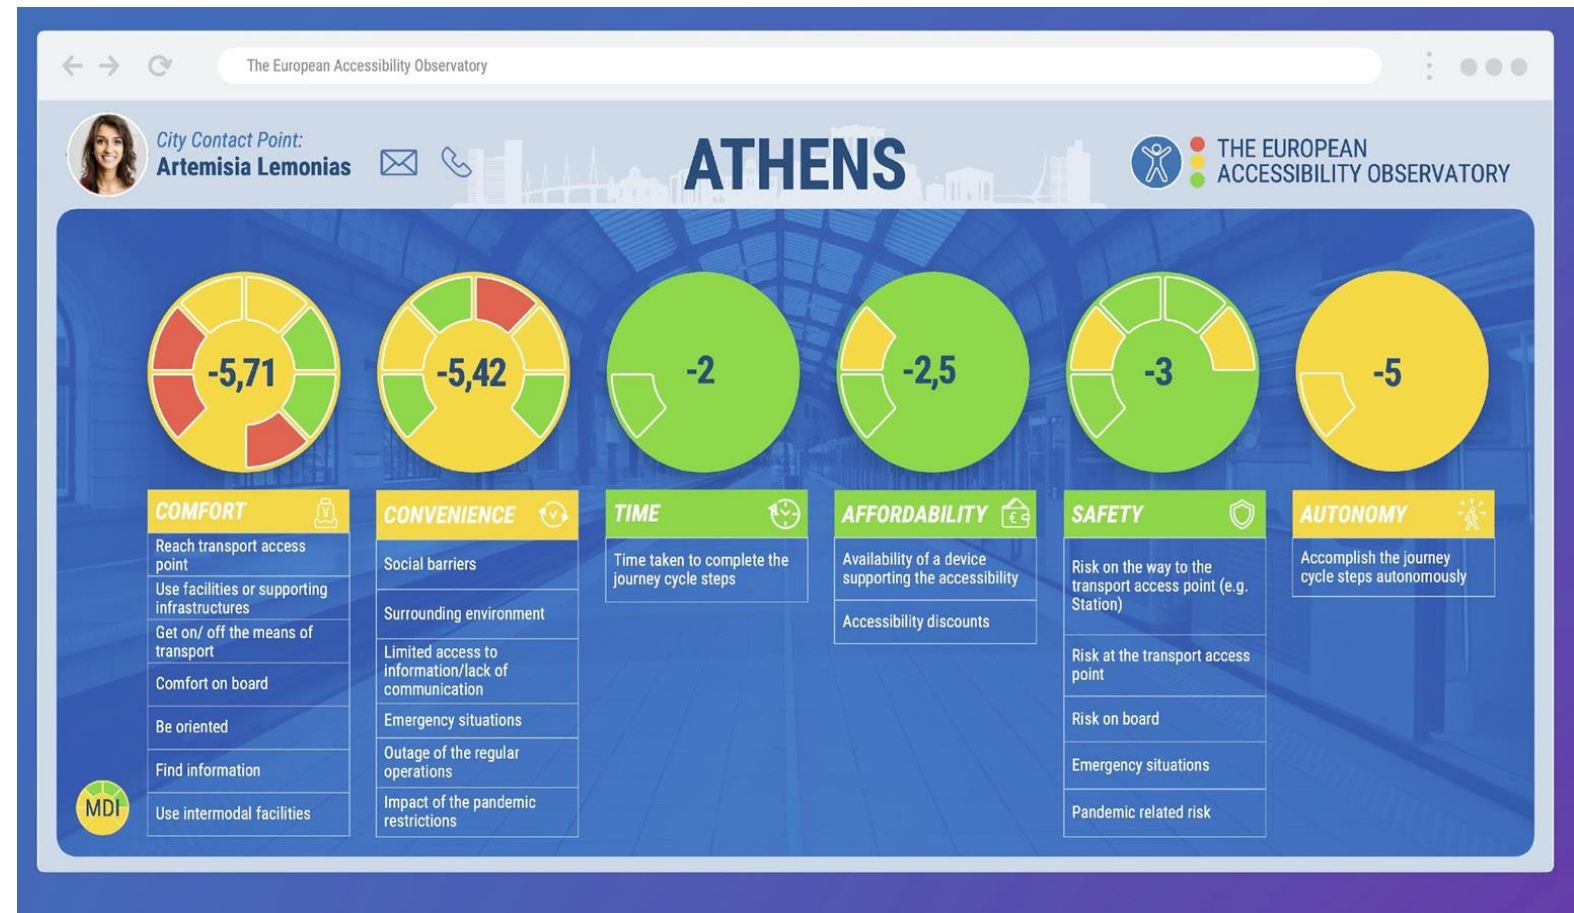 The European Accessibility Observatory
City Contact Point:
Artemisia Lemonias
ATHENS
THE EUROPEAN
ACCESSIBILITY OBSERVATORY
-5,71
-5,42
-2
-2,5
-3
-5
COMFORT
Reach transport access
point
Use facilities or supporting
infrastructures
Get on/ off the means of
transport
Comfort on board
Be oriented
Find information
Use intermodal facilities
CONVENIENCE
Social barriers
Surrounding environment
Limited access to
information/lack of
communication
Emergency situations
Outage of the regular
operations
Impact of the pandemic
restrictions
TIME
Time taken to complete the
journey cycle steps
AFFORDABILITY
€
Availability of a device
supporting the accessibility
Accessibility discounts
SAFETY
Risk on the way to the
transport access point (e.g.
Station)
Risk at the transport access
point
Risk on board
Emergency situations
Pandemic related risk
AUTONOMY
Accomplish the journey
cycle steps autonomously
MDI